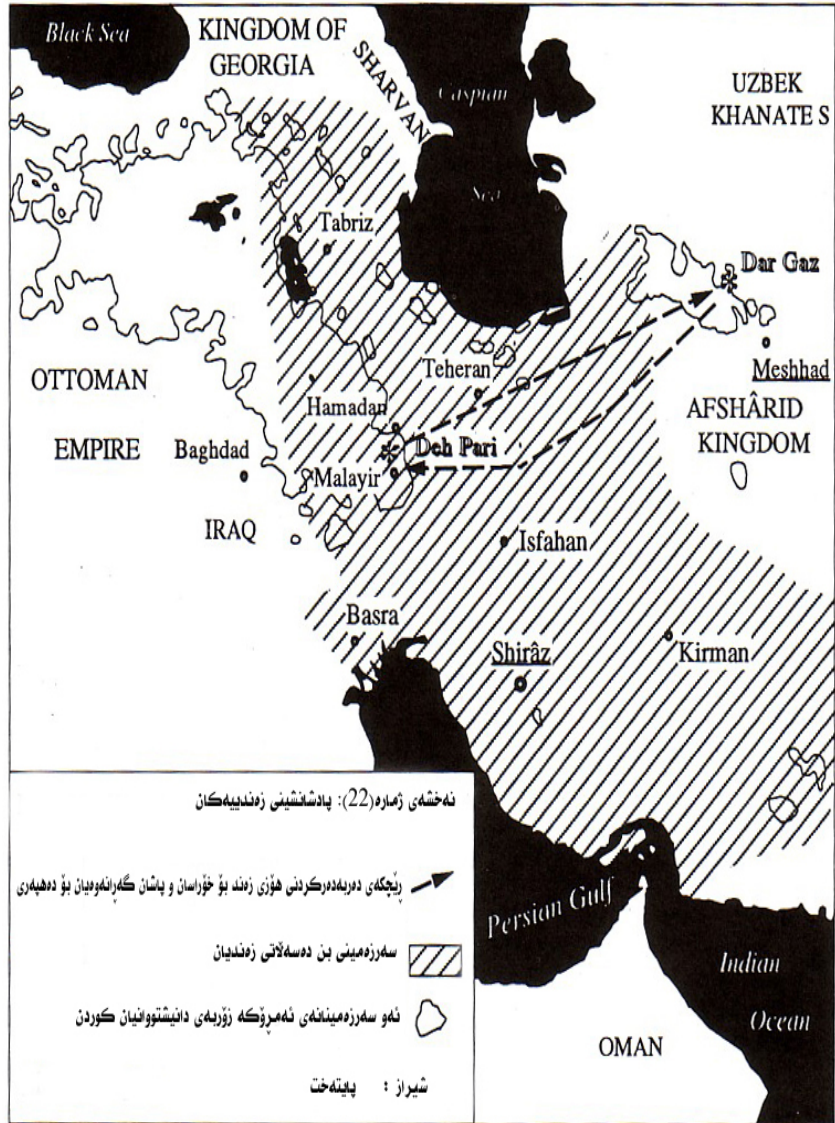 Black Sea
KINGDOM OF
GEORGIA
SHARVAN
Caspian
Sea
UZBEK
KHANATE S
Tabriz
Dar Gaz
Meshhad
Teheran
OTTOMAN
EMPIRE
Hamadan
AFSHÂRID
KINGDOM
Baghdad
Deh Pari
Malayir
IRAQ
Isfahan
Basra
Shirâz
Kirman
Persian Gulf
Indian
Ocean
OMAN
نەخشەی ژمارە(22): پادشانشینی زەندییەکان
ڕێچکەی دەربەدەرکردنی هۆزی زەند بۆ خۆراسان و پاشان گەڕانەوەیان بۆ دەهپەری
سەرزەمینی بن دەسەڵاتی زەندیان
ئەو سەرزەمینانەی ئەمڕۆکە زۆربەی دانیشتووانیان کوردن
شیراز : پایتەخت